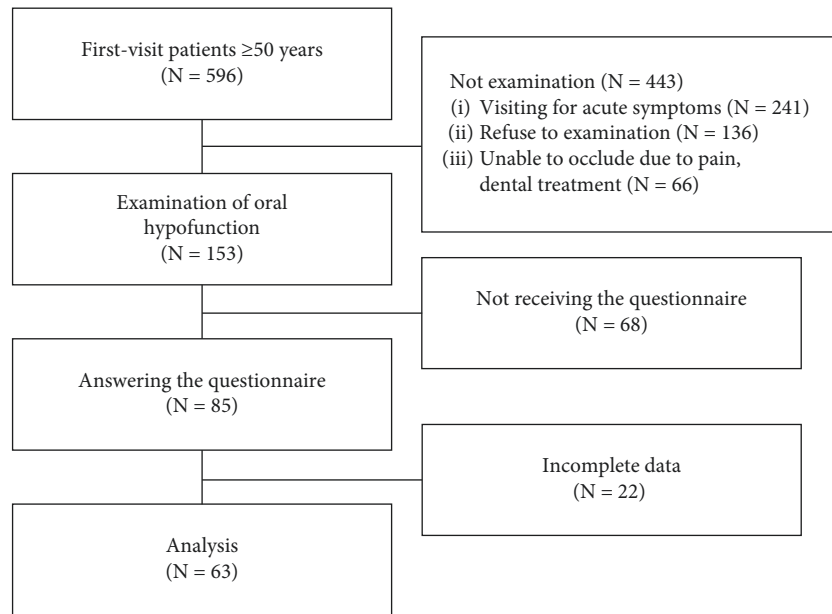 First-visit patients ≥50 years
(N = 596)
Not examination (N = 443)
(i) Visiting for acute symptoms (N = 241)
(ii) Refuse to examination (N = 136)
(iii) Unable to occlude due to pain,
dental treatment (N = 66)
Examination of oral
hypofunction
(N = 153)
Not receiving the questionnaire
(N = 68)
Answering the questionnaire
(N = 85)
Incomplete data
(N = 22)
Analysis
(N = 63)